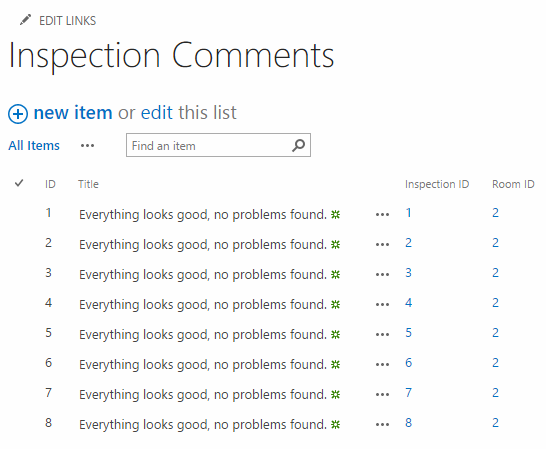 EDIT LINKS
Inspection Comments
new item or edit this list
All Items ••• Find an item
ID Title Inspection ID Room ID
1 Everything looks good, no problems found. ••• 1 2
2 Everything looks good, no problems found. ••• 2 2
3 Everything looks good, no problems found. ••• 3 2
4 Everything looks good, no problems found. ••• 4 2
5 Everything looks good, no problems found. ••• 5 2
6 Everything looks good, no problems found. ••• 6 2
7 Everything looks good, no problems found. ••• 7 2
8 Everything looks good, no problems found. ••• 8 2